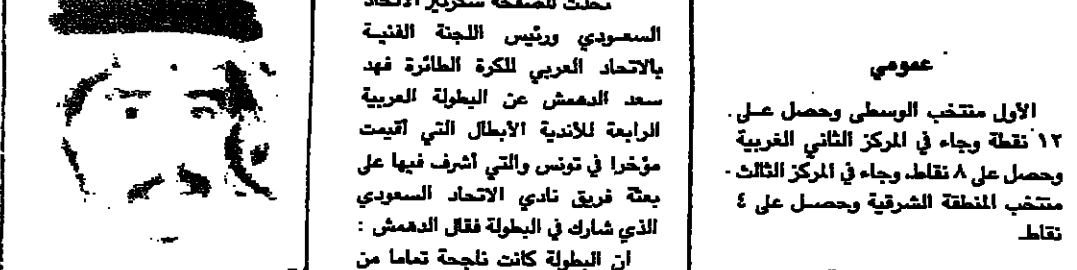 عمومي
الأول منتخب الوسطى وحصل على
١٢ نقطة وجاء في المركز الثاني الغربية
وحصل على ٨ نقاط. وجاء في المركز الثالث
منتخب المنطقة الشرقية وحصل على ٤
نقاط
السعودي ورئيس اللجنة الفنية
بالاتحاد العربي للكرة الطائرة فهد
سعد الدهمش عن البطولة العربية
الرابعة للأندية الأبطال التي أقيمت
مؤخرا في تونس والتي أشرف فيها على
بعثة فريق نادي الاتحاد السعودي
الذي شارك في البطولة فقال الدهمش :
ان البطولة كانت ناجحة تماما من